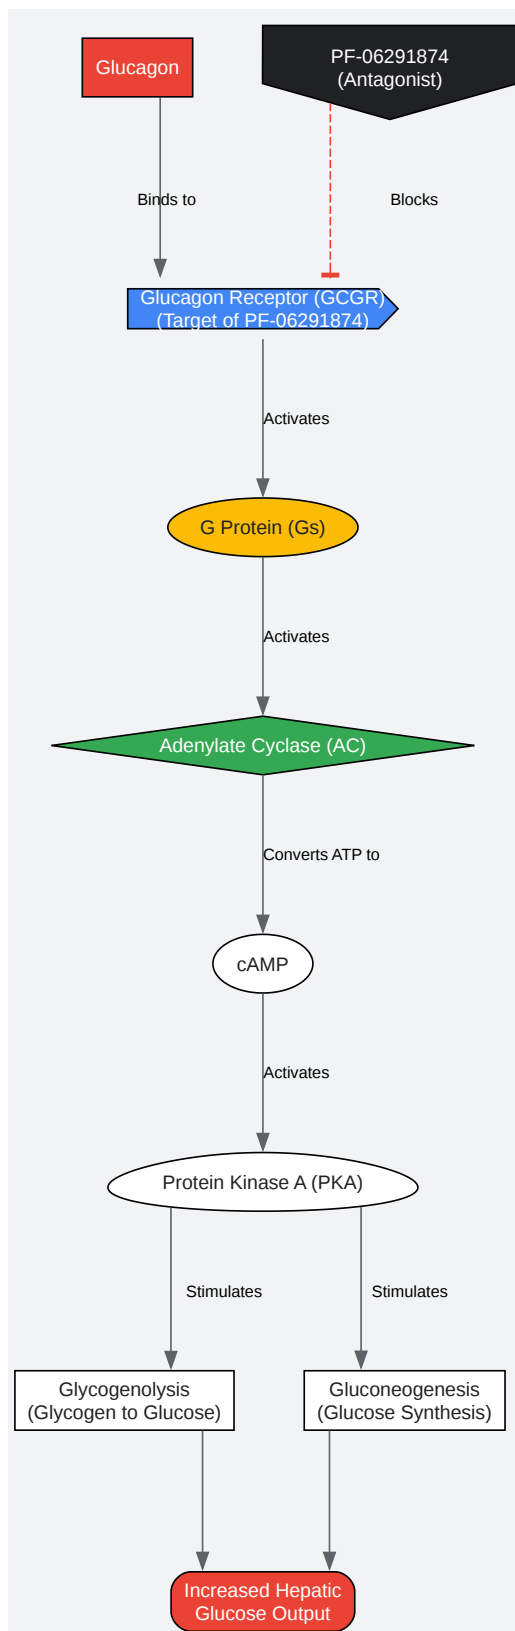 Glucagon
PF-06291874
(Antagonist)
Binds to
Blocks
Glucagon Receptor (GCGR)
(Target of PF-06291874)
Activates
G Protein (Gs)
Activates
Adenylate Cyclase (AC)
Converts ATP to
cAMP
Activates
Protein Kinase A (PKA)
Stimulates
Stimulates
Glycogenolysis
(Glycogen to Glucose)
Gluconeogenesis
(Glucose Synthesis)
Increased Hepatic
Glucose Output